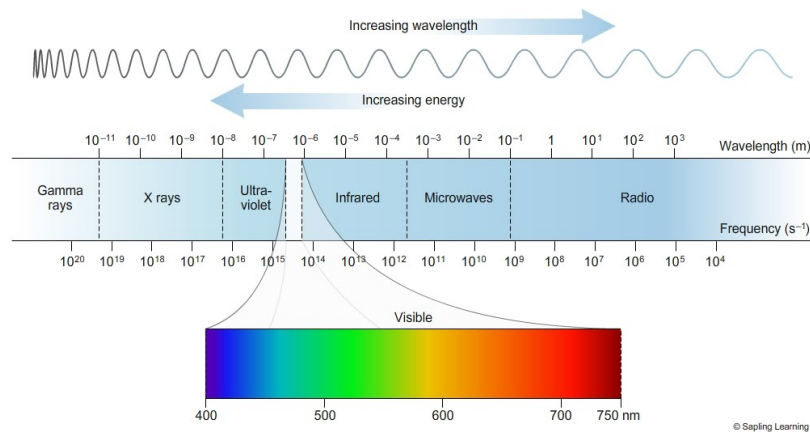 Increasing wavelength
Increasing energy
10⁻¹¹ 10⁻¹⁰ 10⁻⁹ 10⁻⁸ 10⁻⁷ 10⁻⁶ 10⁻⁵ 10⁻⁴ 10⁻³ 10⁻² 10⁻¹ 1 10¹ 10² 10³ Wavelength (m)
Gamma rays X rays Ultra-violet Infrared Microwaves Radio
Frequency (s⁻¹)
10²⁰ 10¹⁹ 10¹⁸ 10¹⁷ 10¹⁶ 10¹⁵ 10¹⁴ 10¹³ 10¹² 10¹¹ 10¹⁰ 10⁹ 10⁸ 10⁷ 10⁶ 10⁵ 10⁴
Visible
400 500 600 700 750 nm
© Sapling Learning